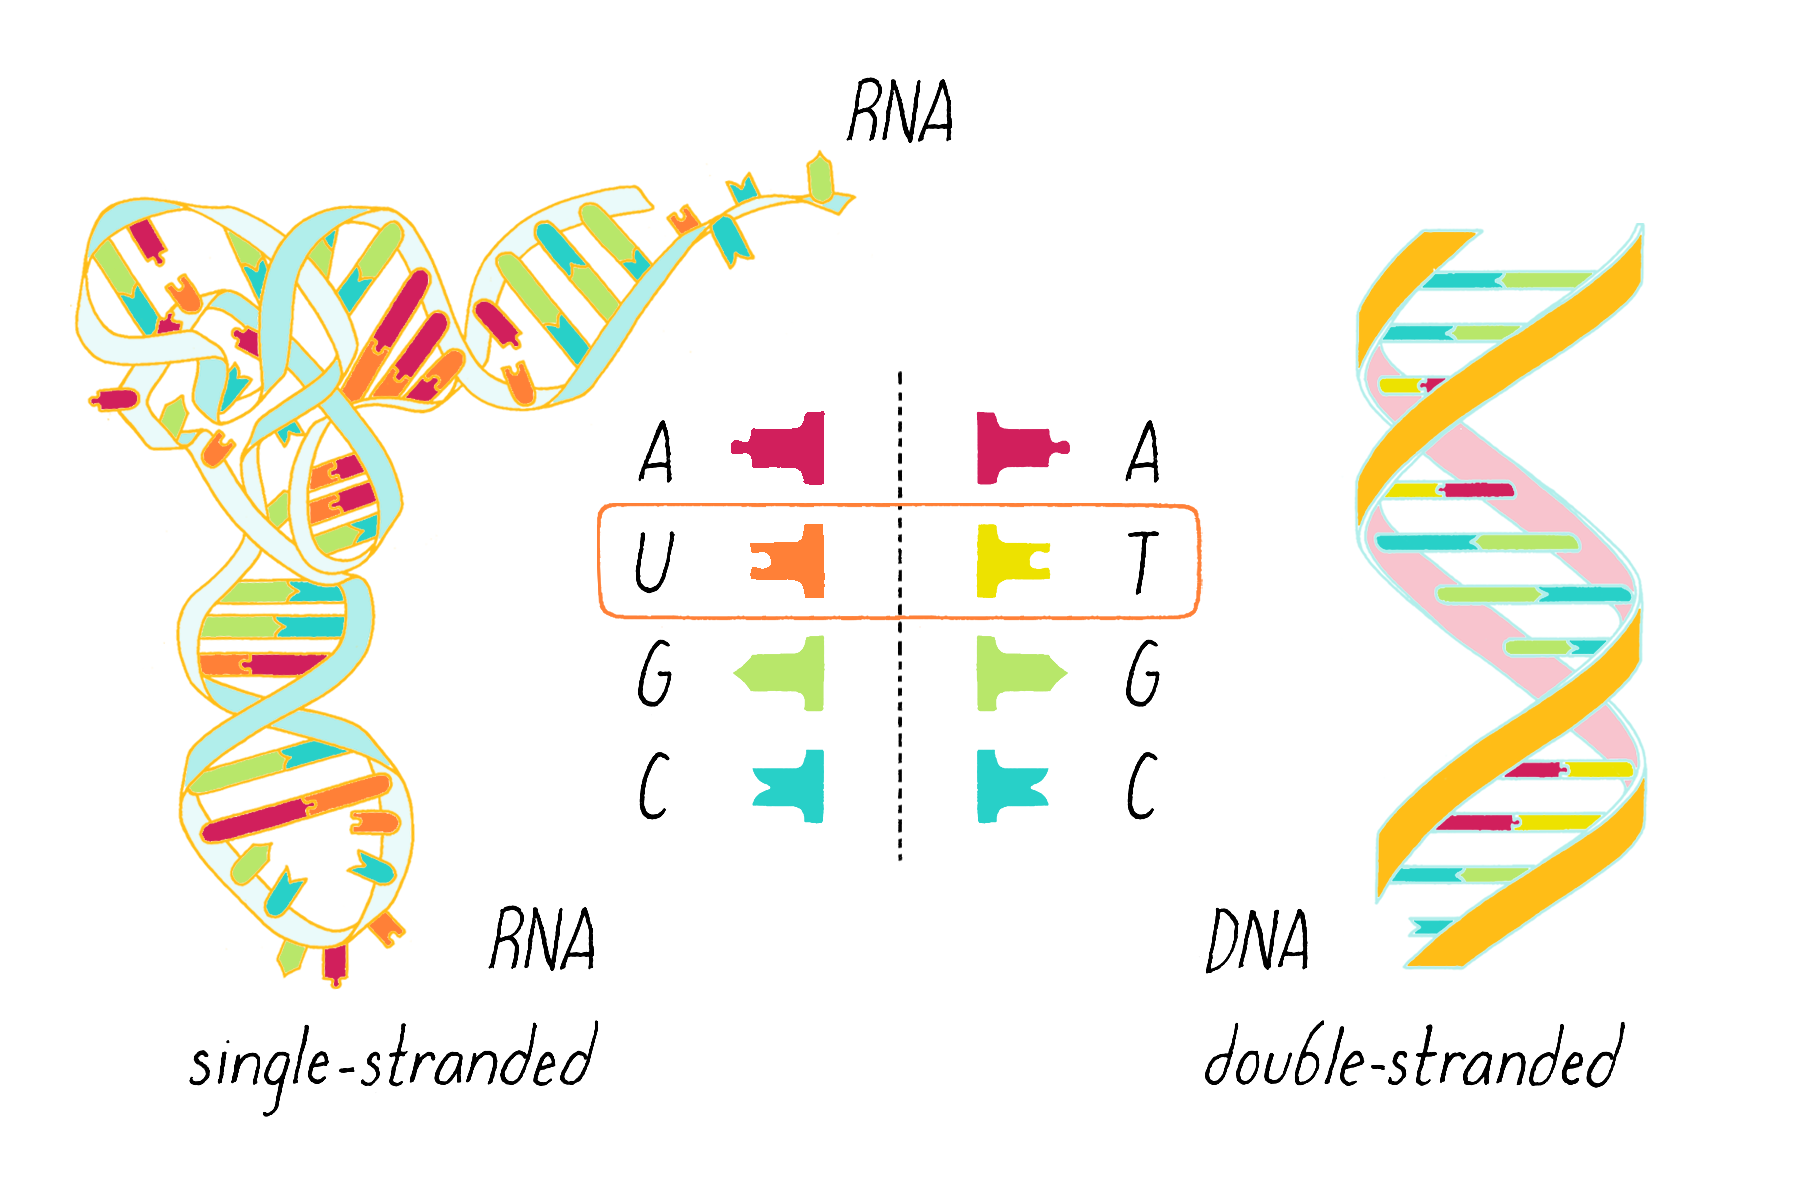 RNA
A A
U T
G G
C C
RNA
single-stranded
DNA
double-stranded